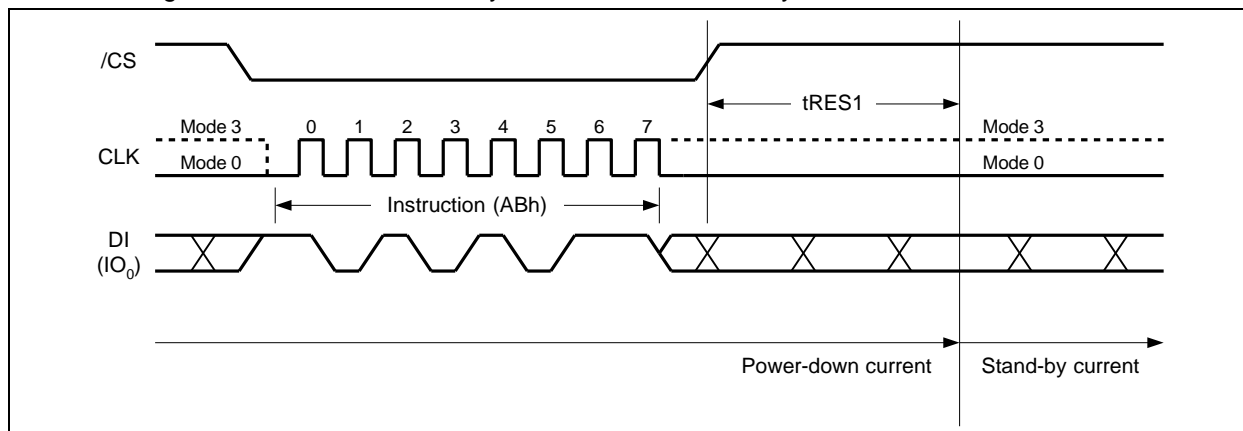 /CS
tRES1
Mode 3 0 1 2 3 4 5 6 7 Mode 3
CLK
Mode 0 Mode 0
Instruction (ABh)
DI
(IO0)
Power-down current Stand-by current